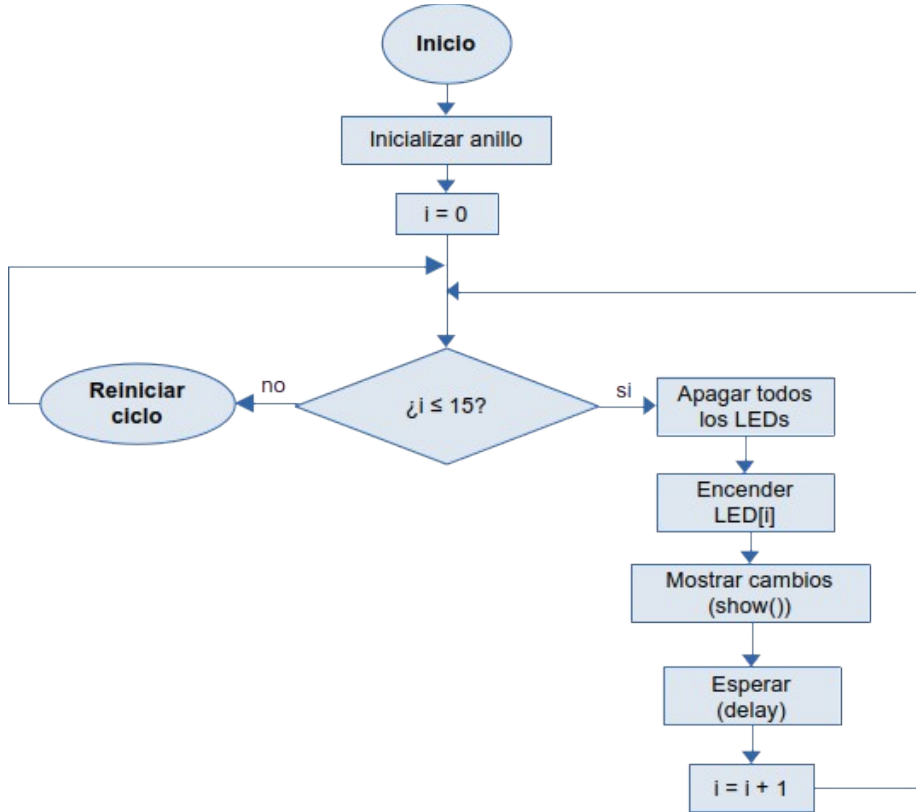 Inicio
Inicializar anillo
i = 0
Reiniciar
ciclo
no
¿i ≤ 15?
si
Apagar todos
los LEDs
Encender
LED[i]
Mostrar cambios
(show())
Esperar
(delay)
i = i + 1